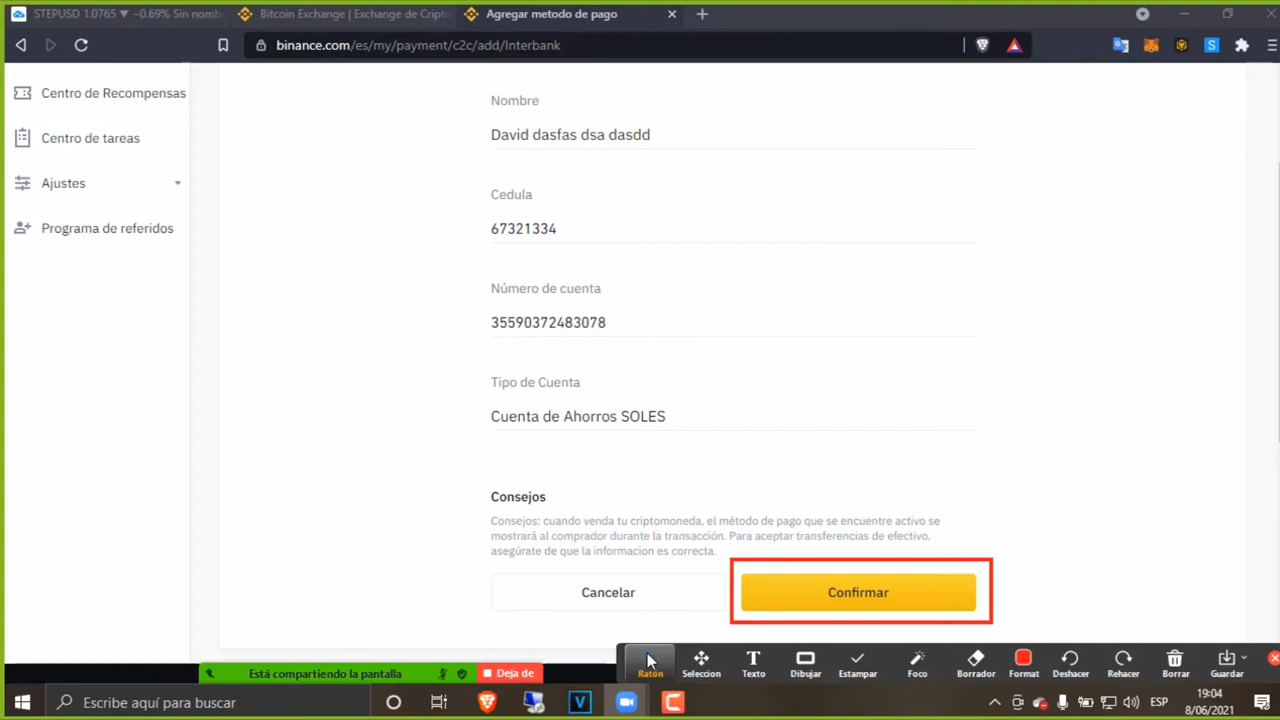 STEPUSD 1.0765 ▼ −0.69% Sin nomb
Bitcoin Exchange | Exchange de Cripto
Agregar metodo de pago
binance.com/es/my/payment/c2c/add/Interbank
Centro de Recompensas
Centro de tareas
Ajustes
Programa de referidos
Nombre
David dasfas dsa dasdd
Cedula
67321334
Número de cuenta
35590372483078
Tipo de Cuenta
Cuenta de Ahorros SOLES
Consejos
Consejos: cuando venda tu criptomoneda, el método de pago que se encuentre activo se
mostrará al comprador durante la transacción. Para aceptar transferencias de efectivo,
asegúrate de que la informacion es correcta.
Cancelar
Confirmar
Ratón
Seleccion
Texto
Dibujar
Estampar
Foco
Borrador
Format
Deshacer
Rehacer
Borrar
Guardar
Está compartiendo la pantalla
Deja de
Escribe aquí para buscar
ESP
19:04
8/06/2021